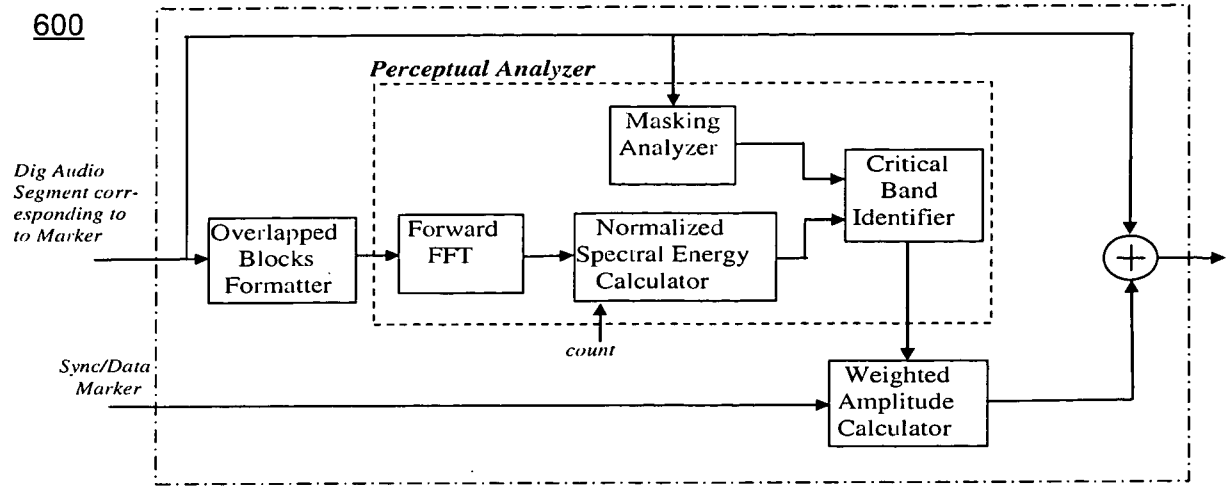 600
Perceptual Analyzer
Masking
Analyzer
Critical
Band
Identifier
Dig Audio
Segment corr-
esponding to
to Marker
Overlapped
Blocks
Formatter
Forward
FFT
Normalized
Spectral Energy
Calculator
count
Sync/Data
Marker
Weighted
Amplitude
Calculator
+